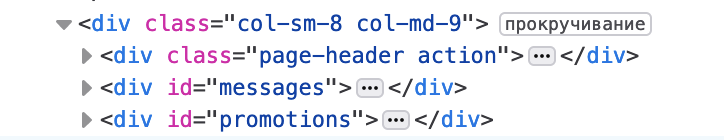 <div class="col-sm-8 col-md-9"> прокручивание
<div class="page-header action">···</div>
<div id="messages">···</div>
<div id="promotions">···</div>